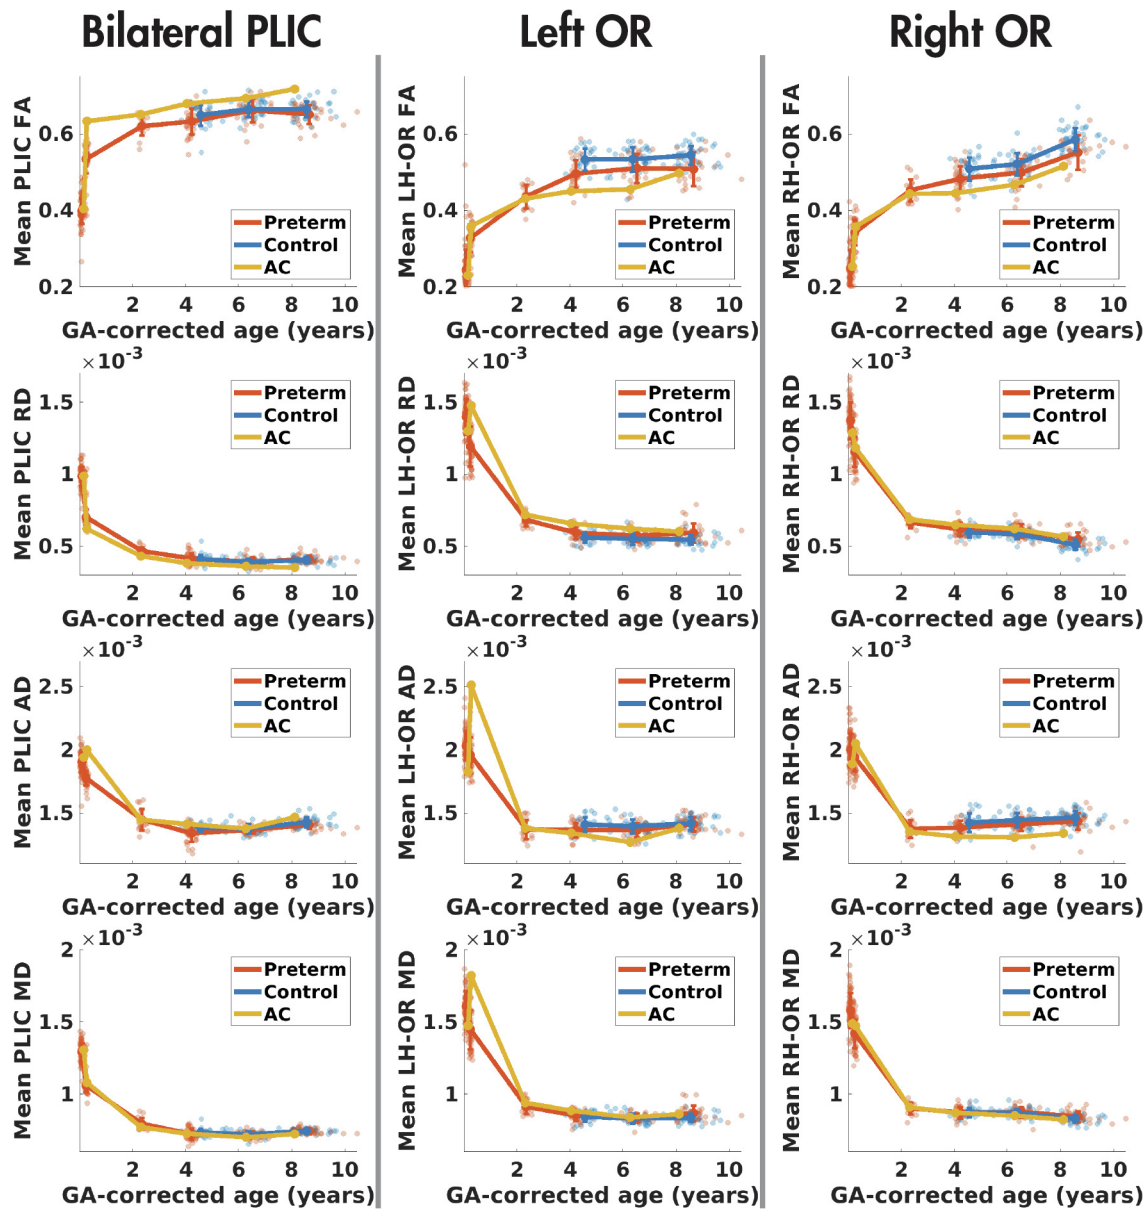 Bilateral PLIC
Left OR
Right OR
Mean PLIC FA
0.6
0.4
0.2
Preterm
Control
AC
2 4 6 8 10
GA-corrected age (years)
Mean LH-OR FA
0.6
0.4
0.2
Preterm
Control
AC
2 4 6 8 10
GA-corrected age (years)
Mean RH-OR FA
0.6
0.4
0.2
Preterm
Control
AC
2 4 6 8 10
GA-corrected age (years)
×10-3
Mean PLIC RD
1.5
1
0.5
Preterm
Control
AC
2 4 6 8 10
GA-corrected age (years)
×10-3
Mean LH-OR RD
1.5
1
0.5
Preterm
Control
AC
2 4 6 8 10
GA-corrected age (years)
×10-3
Mean RH-OR RD
1.5
1
0.5
Preterm
Control
AC
2 4 6 8 10
GA-corrected age (years)
×10-3
Mean PLIC AD
2.5
2
1.5
Preterm
Control
AC
2 4 6 8 10
GA-corrected age (years)
×10-3
Mean LH-OR AD
2.5
2
1.5
Preterm
Control
AC
2 4 6 8 10
GA-corrected age (years)
×10-3
Mean RH-OR AD
2.5
2
1.5
Preterm
Control
AC
2 4 6 8 10
GA-corrected age (years)
×10-3
Mean PLIC MD
2
1.5
1
Preterm
Control
AC
2 4 6 8 10
GA-corrected age (years)
×10-3
Mean LH-OR MD
2
1.5
1
Preterm
Control
AC
2 4 6 8 10
GA-corrected age (years)
×10-3
Mean RH-OR MD
2
1.5
1
Preterm
Control
AC
2 4 6 8 10
GA-corrected age (years)